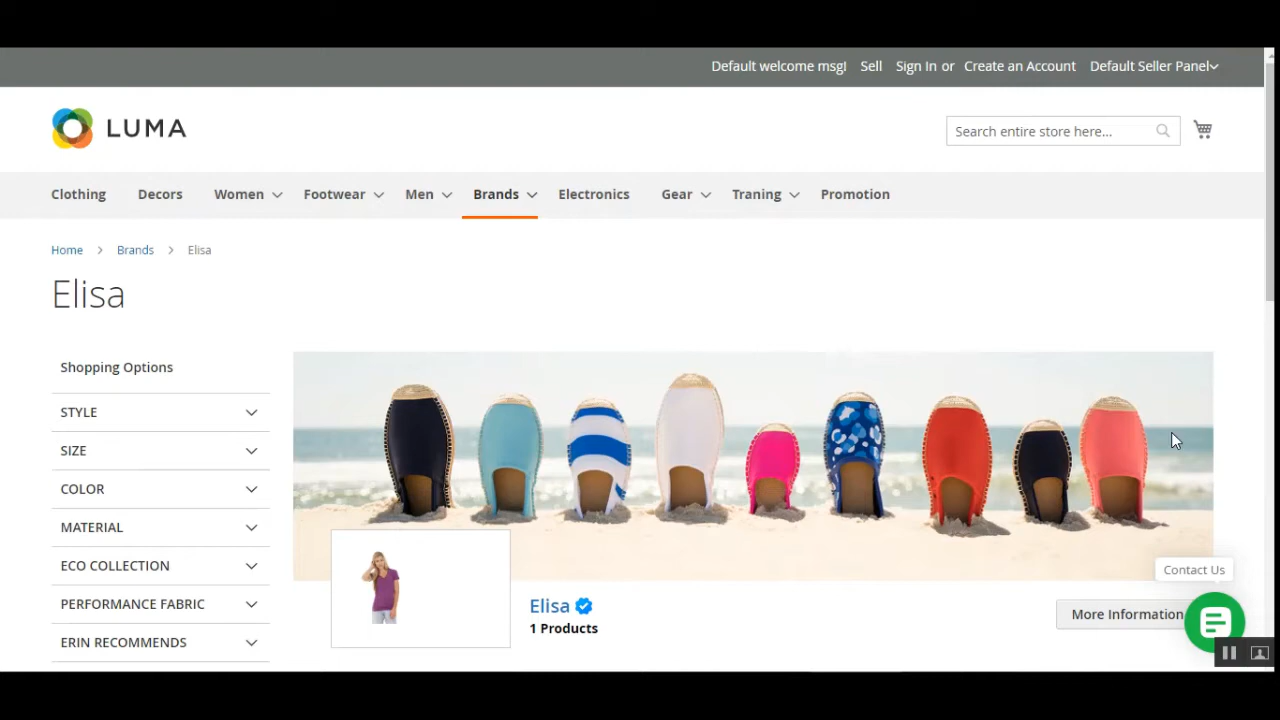 Default welcome msg! Sell Sign In or Create an Account Default Seller Panel
LUMA
Search entire store here...
Clothing Decors Women Footwear Men Brands Electronics Gear Traning Promotion
Home > Brands > Elisa
Elisa
Shopping Options
STYLE
SIZE
COLOR
MATERIAL
ECO COLLECTION
PERFORMANCE FABRIC
ERIN RECOMMENDS
Elisa
1 Products
Contact Us
More Information